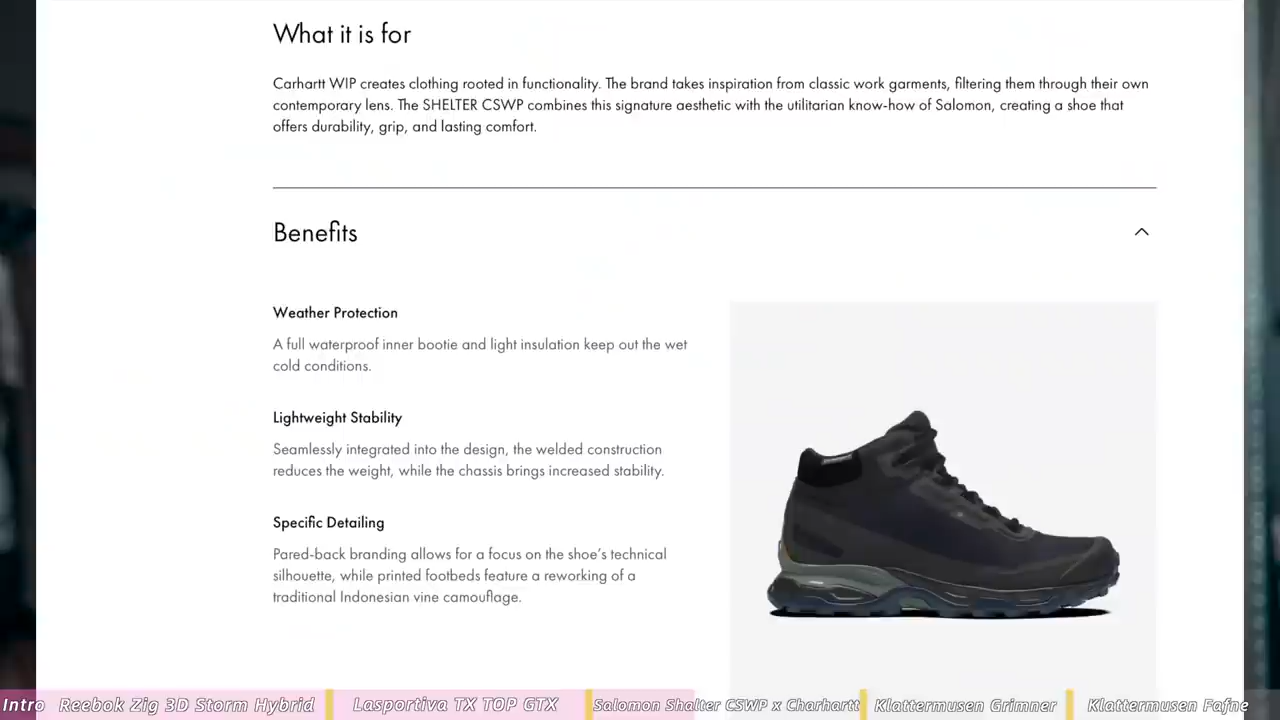 What it is for
Carhartt WIP creates clothing rooted in functionality. The brand takes inspiration from classic work garments, filtering them through their own
contemporary lens. The SHELTER CSWP combines this signature aesthetic with the utilitarian know-how of Salomon, creating a shoe that
offers durability, grip, and lasting comfort.
Benefits
Weather Protection
A full waterproof inner bootie and light insulation keep out the wet
cold conditions.
Lightweight Stability
Seamlessly integrated into the design, the welded construction
reduces the weight, while the chassis brings increased stability.
Specific Detailing
Pared-back branding allows for a focus on the shoe's technical
silhouette, while printed footbeds feature a reworking of a
traditional Indonesian vine camouflage.
Intro Reebok Zig 3D Storm Hybrid Lasportiva TX TOP GTX Salomon Shalter CSWP x Charhartt Klattermusen Grimner Klattermusen Fafne